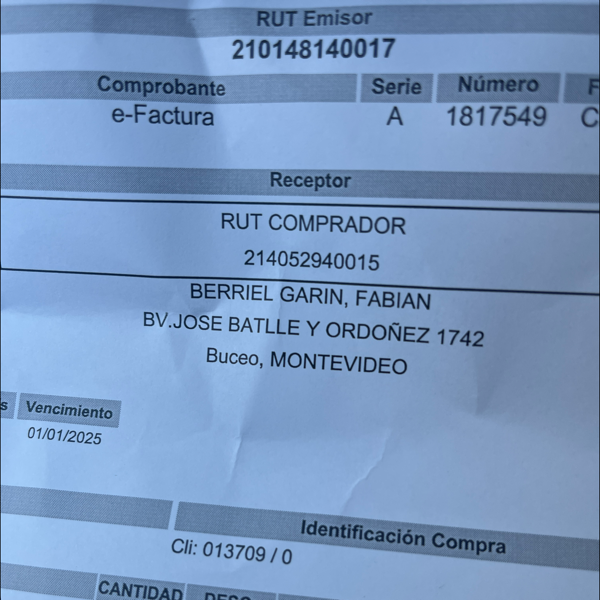 RUT Emisor
210148140017
Comprobante Serie Número F
e-Factura A 1817549 C
Receptor
RUT COMPRADOR
214052940015
BERRIEL GARIN, FABIAN
BV.JOSE BATLLE Y ORDOÑEZ 1742
Buceo, MONTEVIDEO
s Vencimiento
01/01/2025
Identificación Compra
Cli: 013709 / 0
CANTIDAD DESC